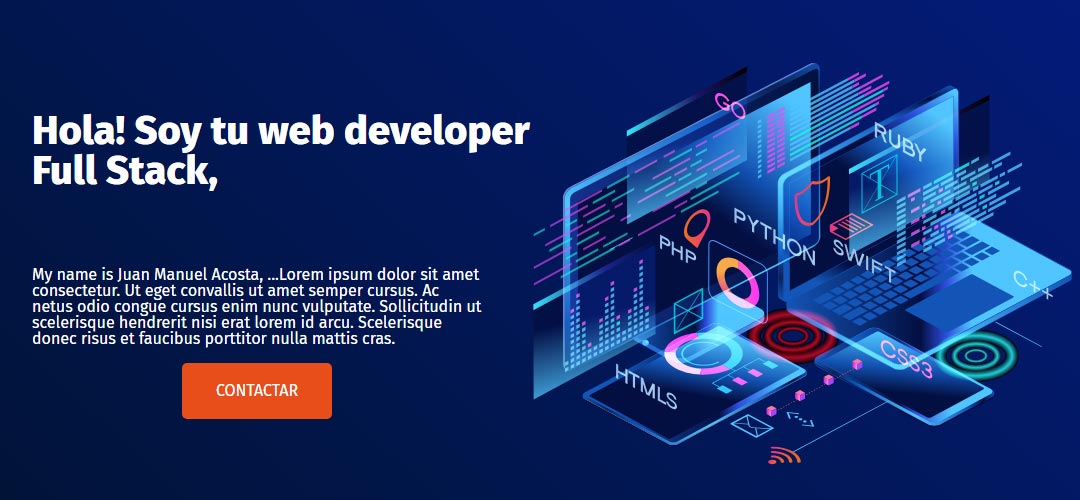 Hola! Soy tu web developer
Full Stack,
My name is Juan Manuel Acosta, ...Lorem ipsum dolor sit amet
consectetur. Ut eget convallis ut amet semper cursus. Ac
netus odio congue cursus enim nunc vulputate. Sollicitudin ut
scelerisque hendrerit nisi erat lorem id arcu. Scelerisque
donec risus et faucibus porttitor nulla mattis cras.
CONTACTAR
GO
RUBY
T
PYTHON
PHP
SWIFT
C++
CSS3
HTML5